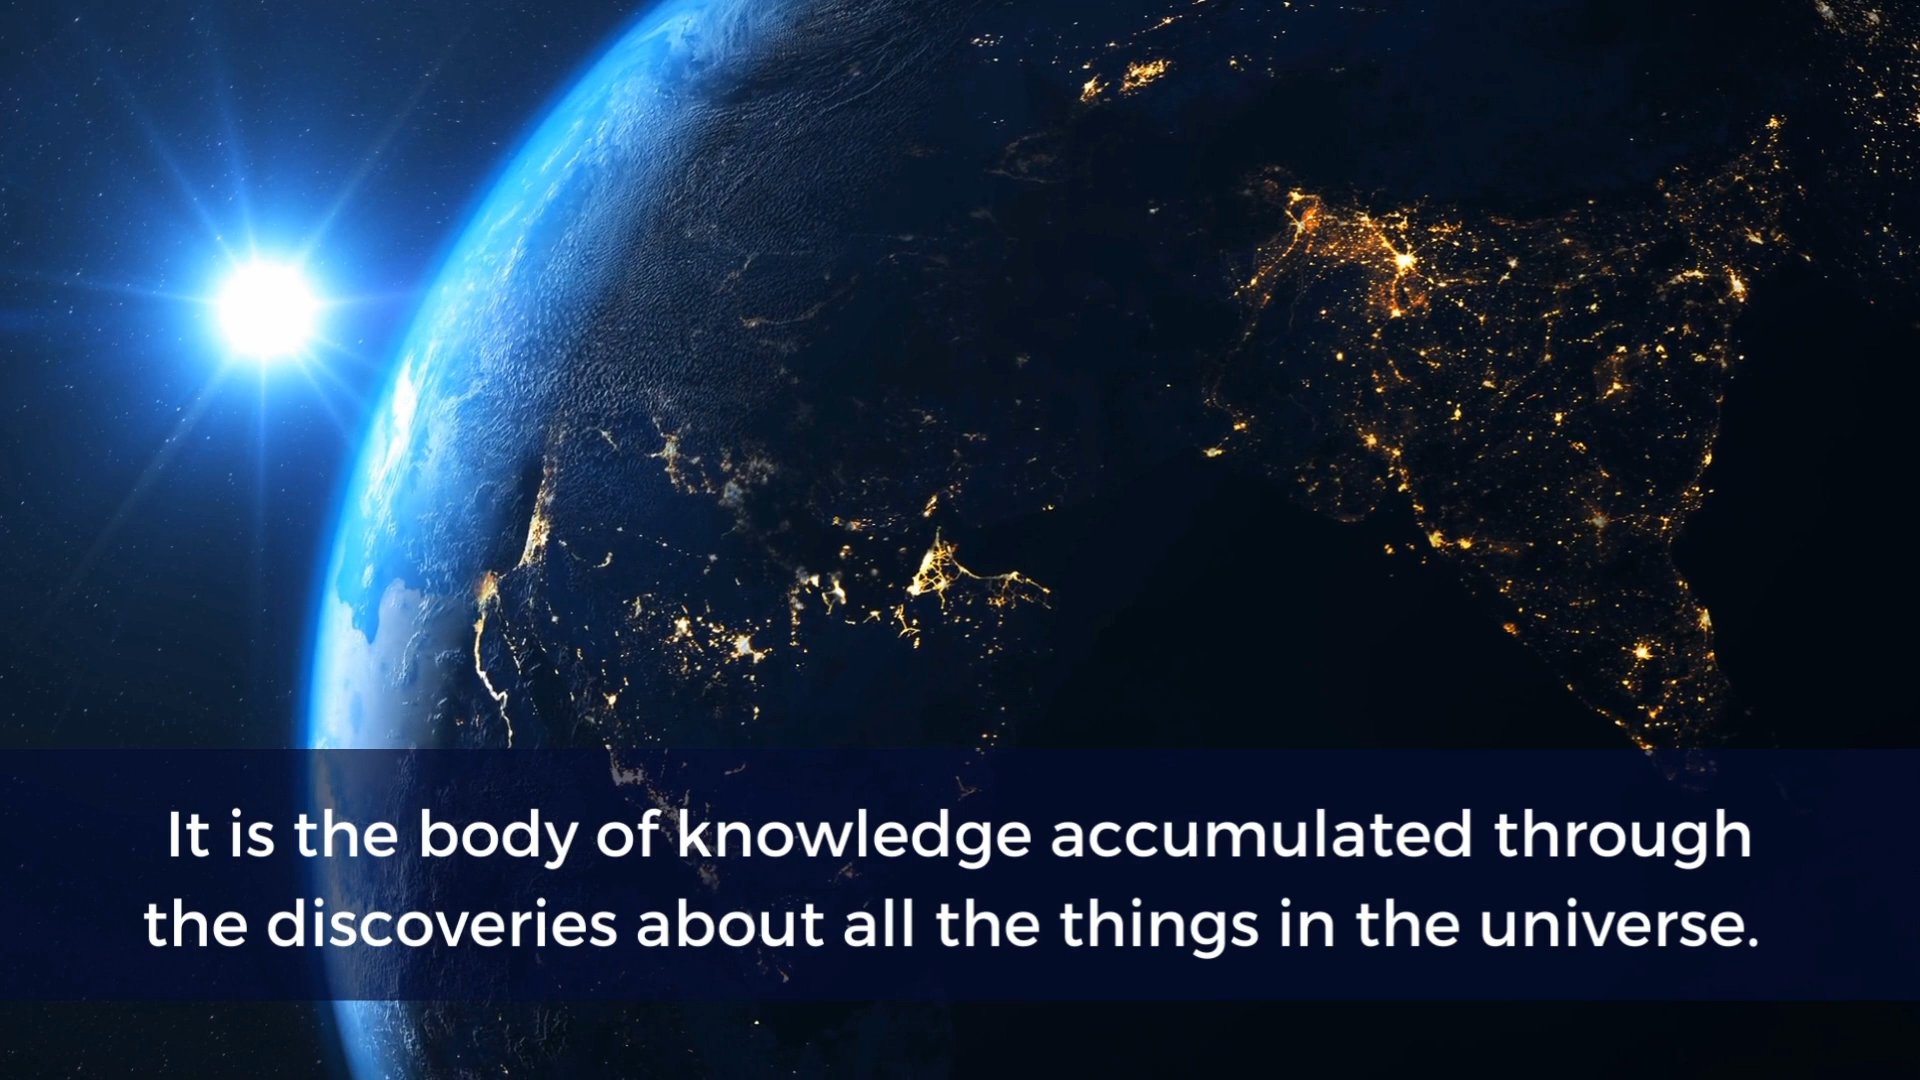 It is the body of knowledge accumulated through
the discoveries about all the things in the universe.